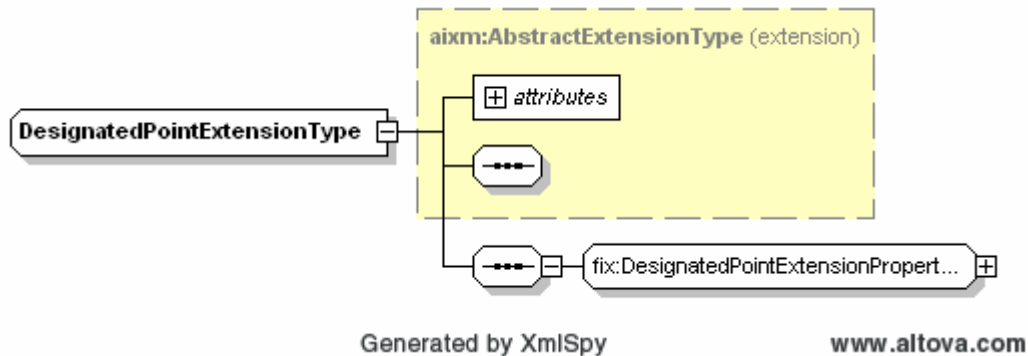 aixm:AbstractExtensionType (extension)
attributes
DesignatedPointExtensionType
fix:DesignatedPointExtensionPropert...
Generated by XmlSpy
www.altova.com